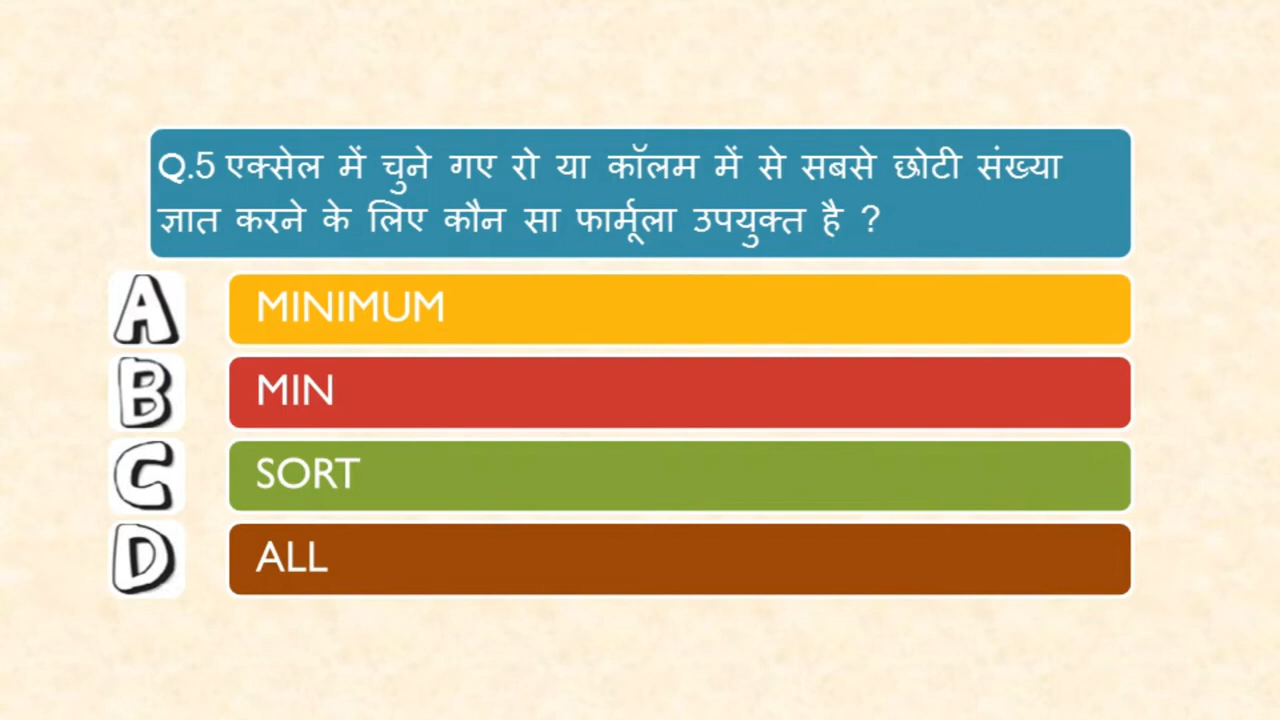 Q.5 एक्सेल में चुने गए रो या कॉलम में से सबसे छोटी संख्या
ज्ञात करने के लिए कौन सा फार्मूला उपयुक्त है ?
A MINIMUM
B MIN
C SORT
D ALL